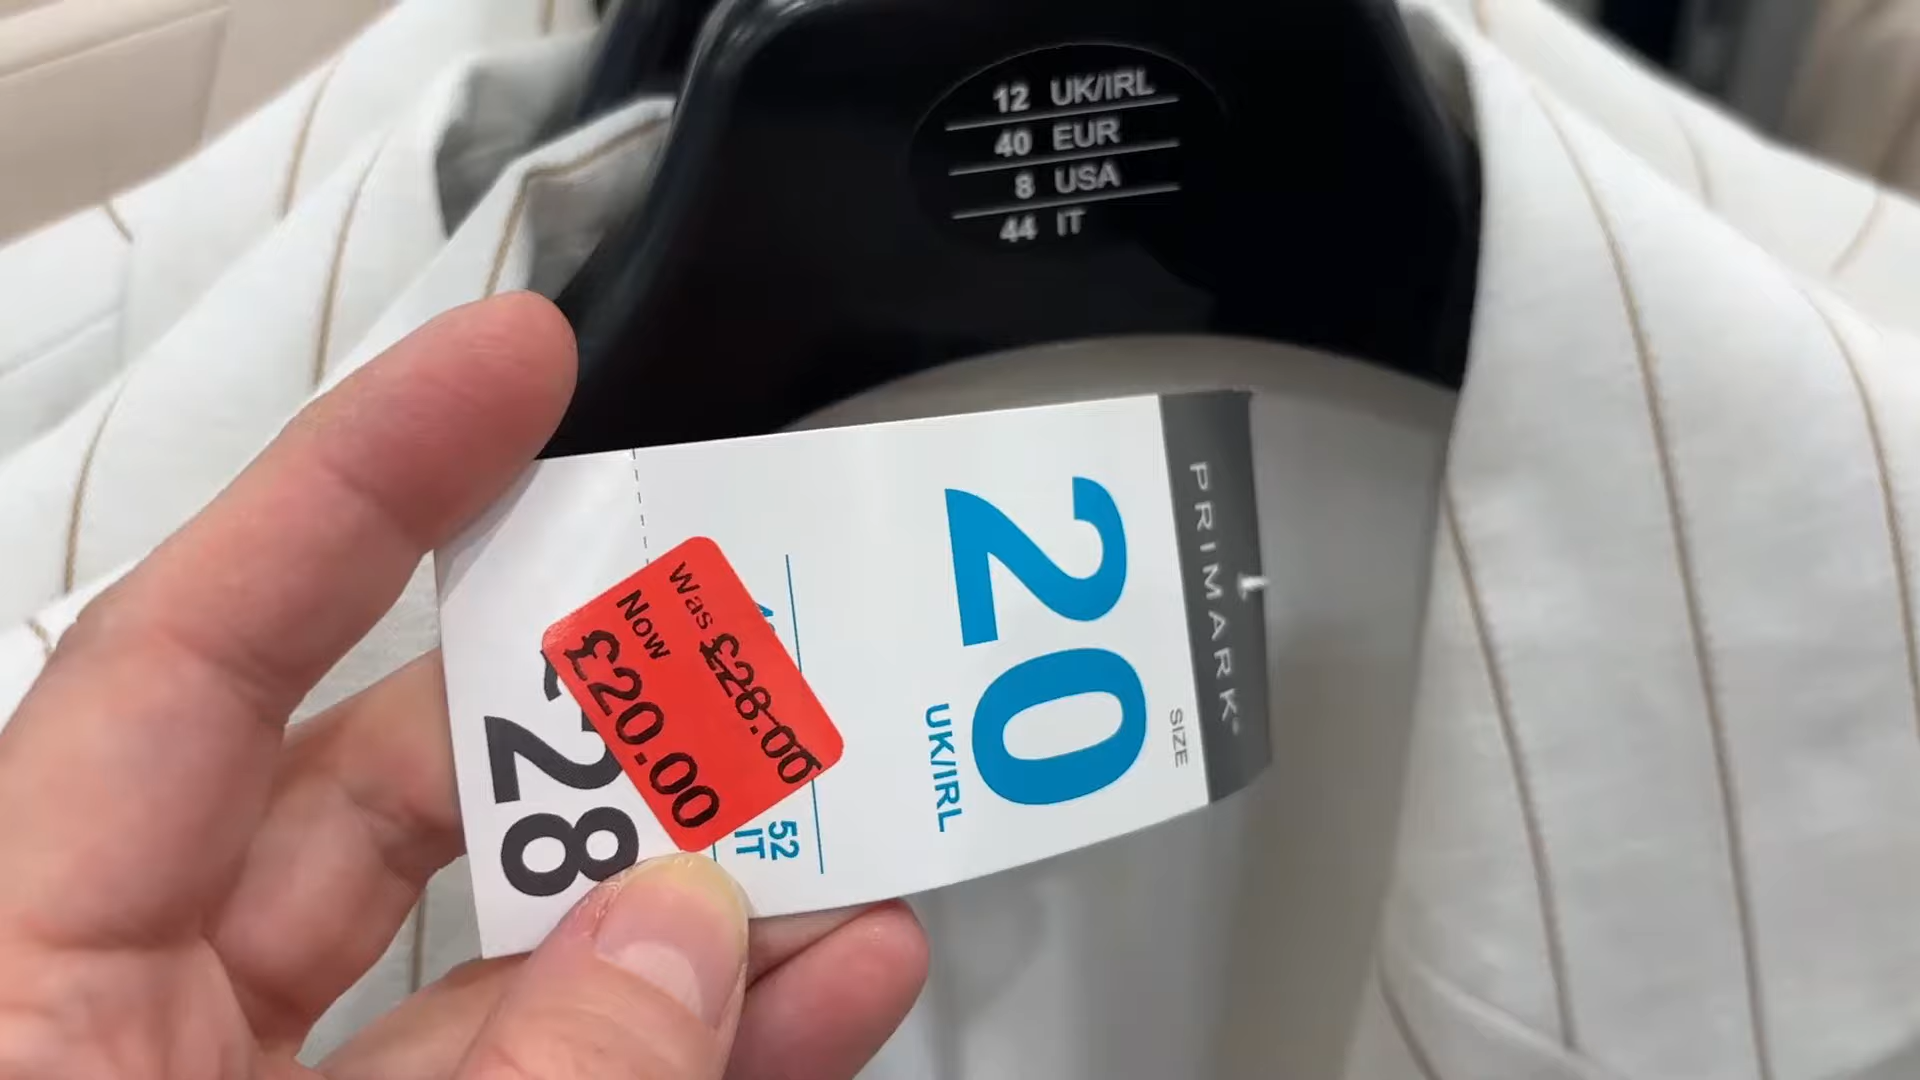 12 UK/IRL
40 EUR
8 USA
44 IT
PRIMARK®
SIZE
20
UK/IRL
52
IT
Was £28.00
Now
£20.00
£28